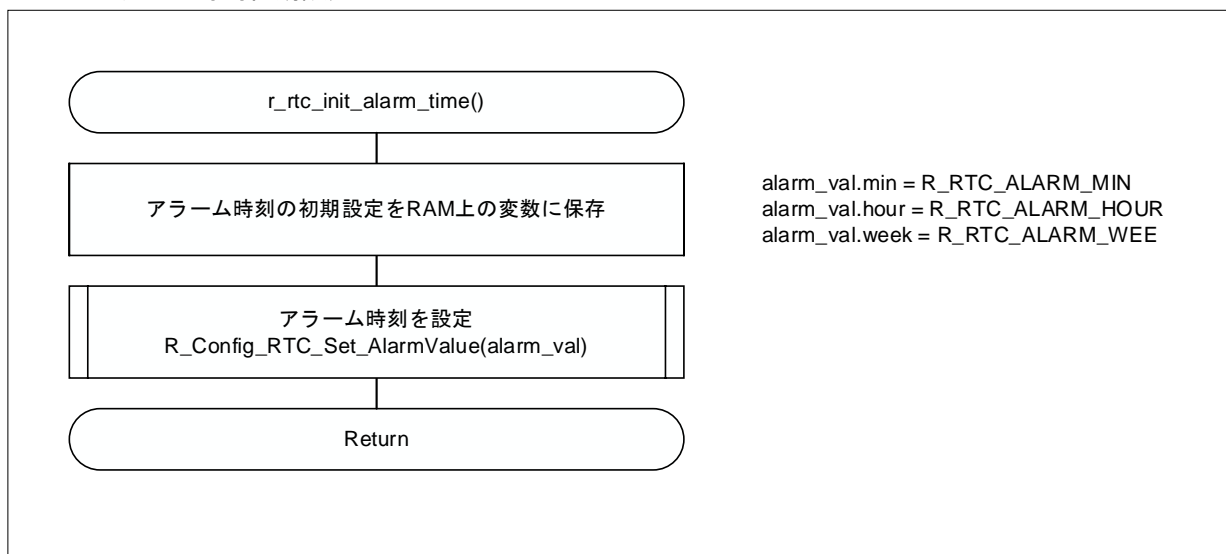 r_rtc_init_alarm_time()
アラーム時刻の初期設定をRAM上の変数に保存
alarm_val.min = R_RTC_ALARM_MIN
alarm_val.hour = R_RTC_ALARM_HOUR
alarm_val.week = R_RTC_ALARM_WEE
アラーム時刻を設定
R_Config_RTC_Set_AlarmValue(alarm_val)
Return